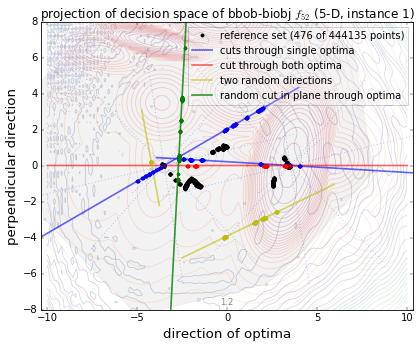 projection of decision space of bbob-biobj f₅₂ (5-D, instance 1)
reference set (476 of 444135 points)
cuts through single optima
cut through both optima
two random directions
random cut in plane through optima
perpendicular direction
8
6
4
2
0
−2
−4
−6
−8
1.2
−10 −5 0 5 10
direction of optima